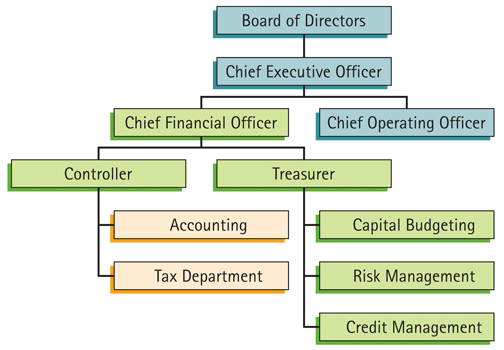 Board of Directors
Chief Executive Officer
Chief Financial Officer
Chief Operating Officer
Controller
Treasurer
Accounting
Capital Budgeting
Tax Department
Risk Management
Credit Management